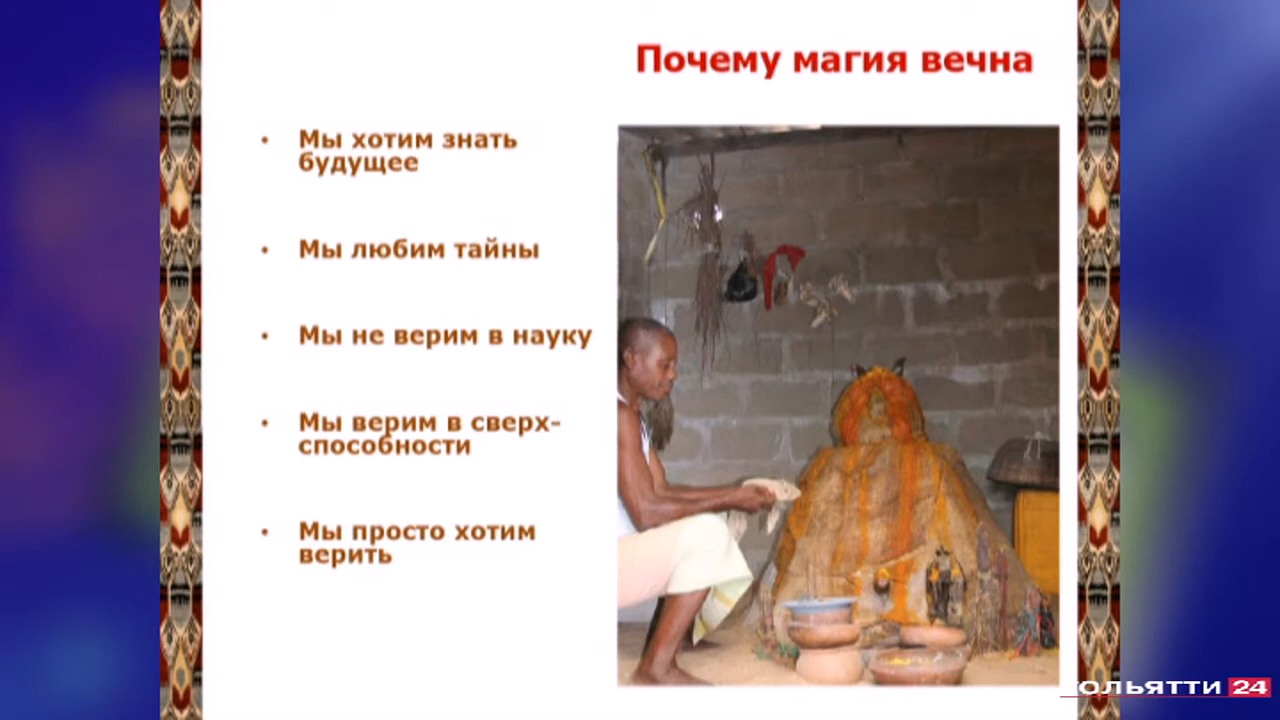 Почему магия вечна
• Мы хотим знать
будущее
• Мы любим тайны
• Мы не верим в науку
• Мы верим в сверх-
способности
• Мы просто хотим
верить
ТОЛЬЯТТИ 24